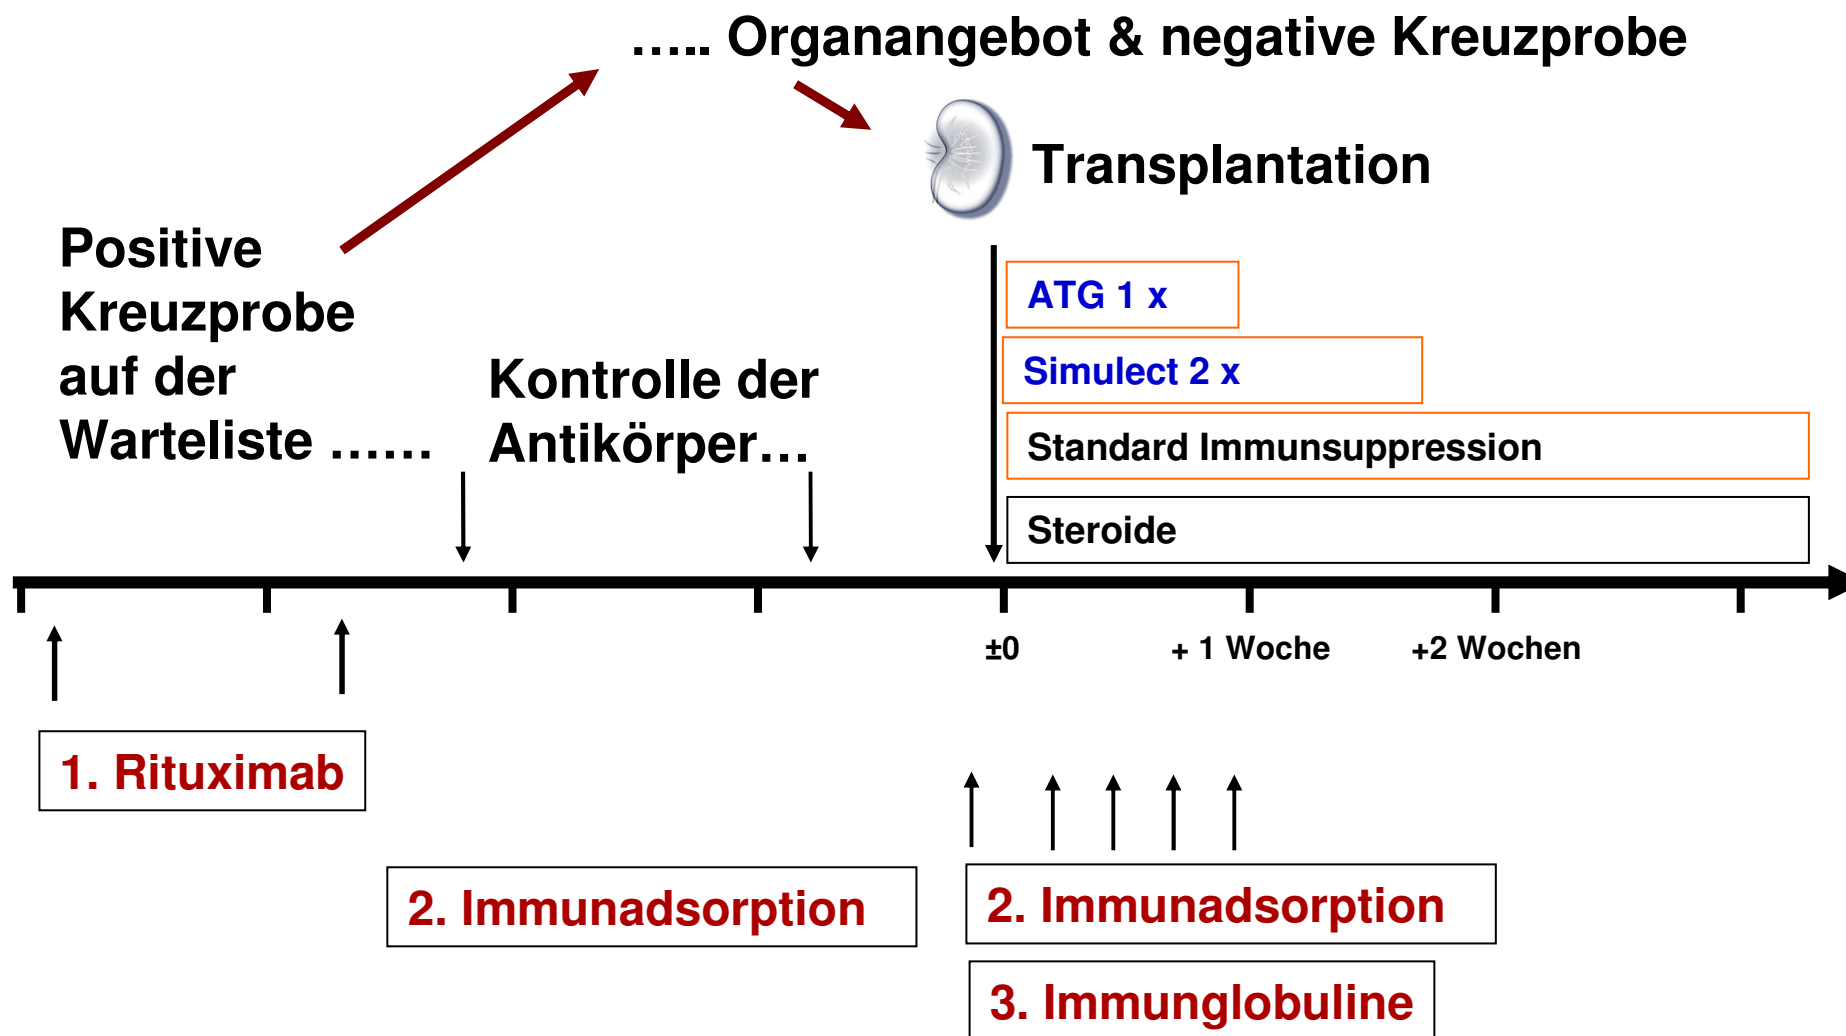 ….. Organangebot & negative Kreuzprobe
Transplantation
Positive
Kreuzprobe
auf der
Warteliste ……
Kontrolle der
Antikörper…
ATG 1 x
Simulect 2 x
Standard Immunsuppression
Steroide
±0
+ 1 Woche
+2 Wochen
1. Rituximab
2. Immunadsorption
2. Immunadsorption
3. Immunglobuline